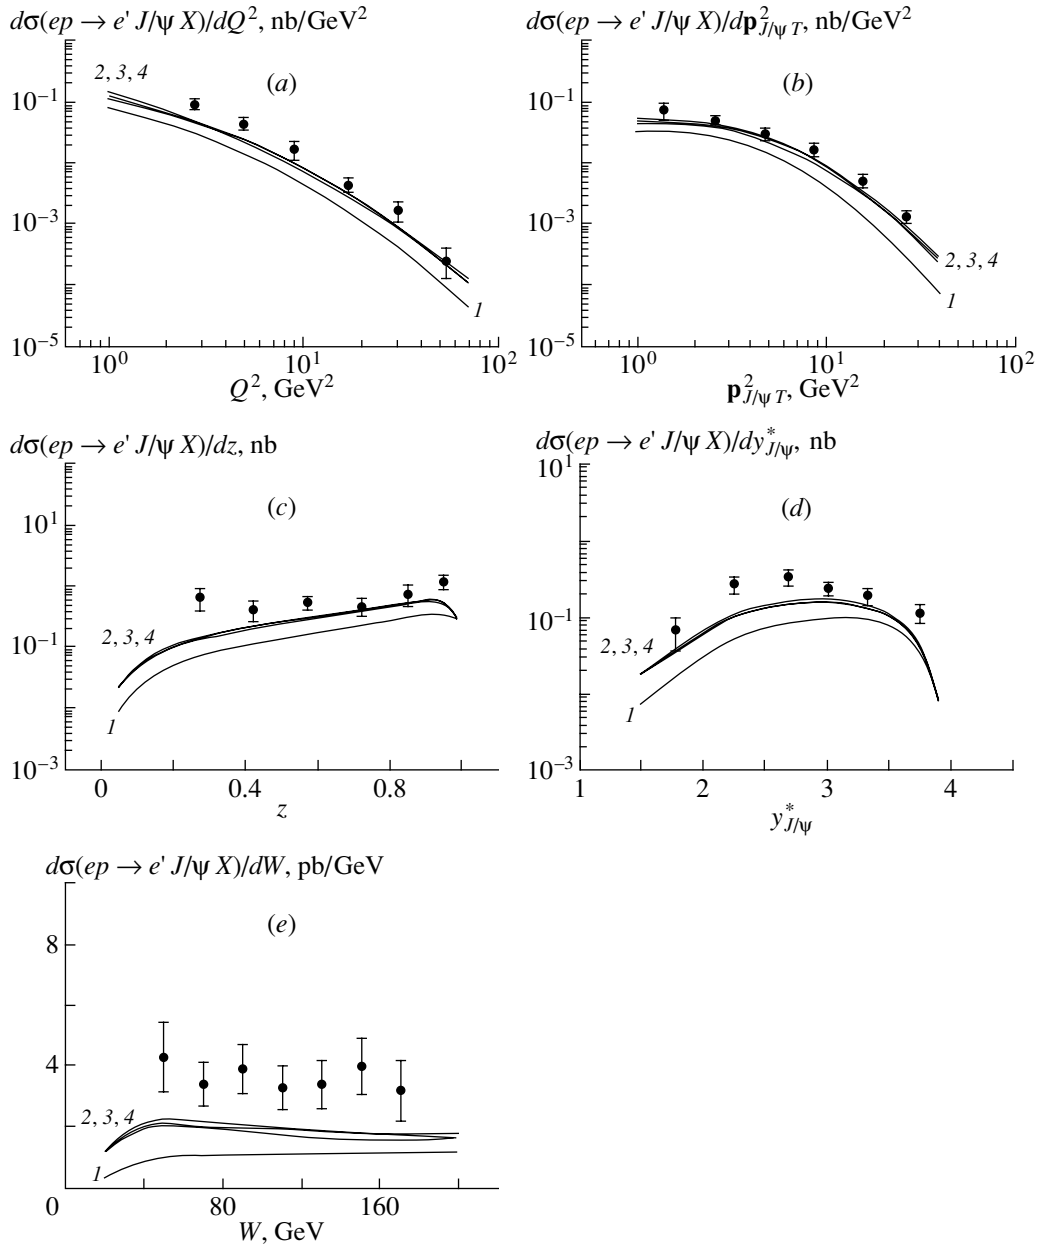 dσ(ep → e' J/ψ X)/dQ², nb/GeV²
2, 3, 4
(a)
10⁻¹
10⁻³
1
10⁻⁵
10⁰ 10¹ 10²
Q², GeV²
dσ(ep → e' J/ψ X)/dp²_{J/ψ T}, nb/GeV²
(b)
10⁻¹
10⁻³
2, 3, 4
1
10⁻⁵
10⁰ 10¹ 10²
p²_{J/ψ T}, GeV²
dσ(ep → e' J/ψ X)/dz, nb
(c)
10¹
10⁻¹
2, 3, 4
1
10⁻³
0 0.4 0.8
z
dσ(ep → e' J/ψ X)/dy*_{J/ψ}, nb
10¹
(d)
10⁻¹
2, 3, 4
1
10⁻³
1 2 3 4
y*_{J/ψ}
dσ(ep → e' J/ψ X)/dW, pb/GeV
(e)
8
4
2, 3, 4
1
0 80 160
W, GeV